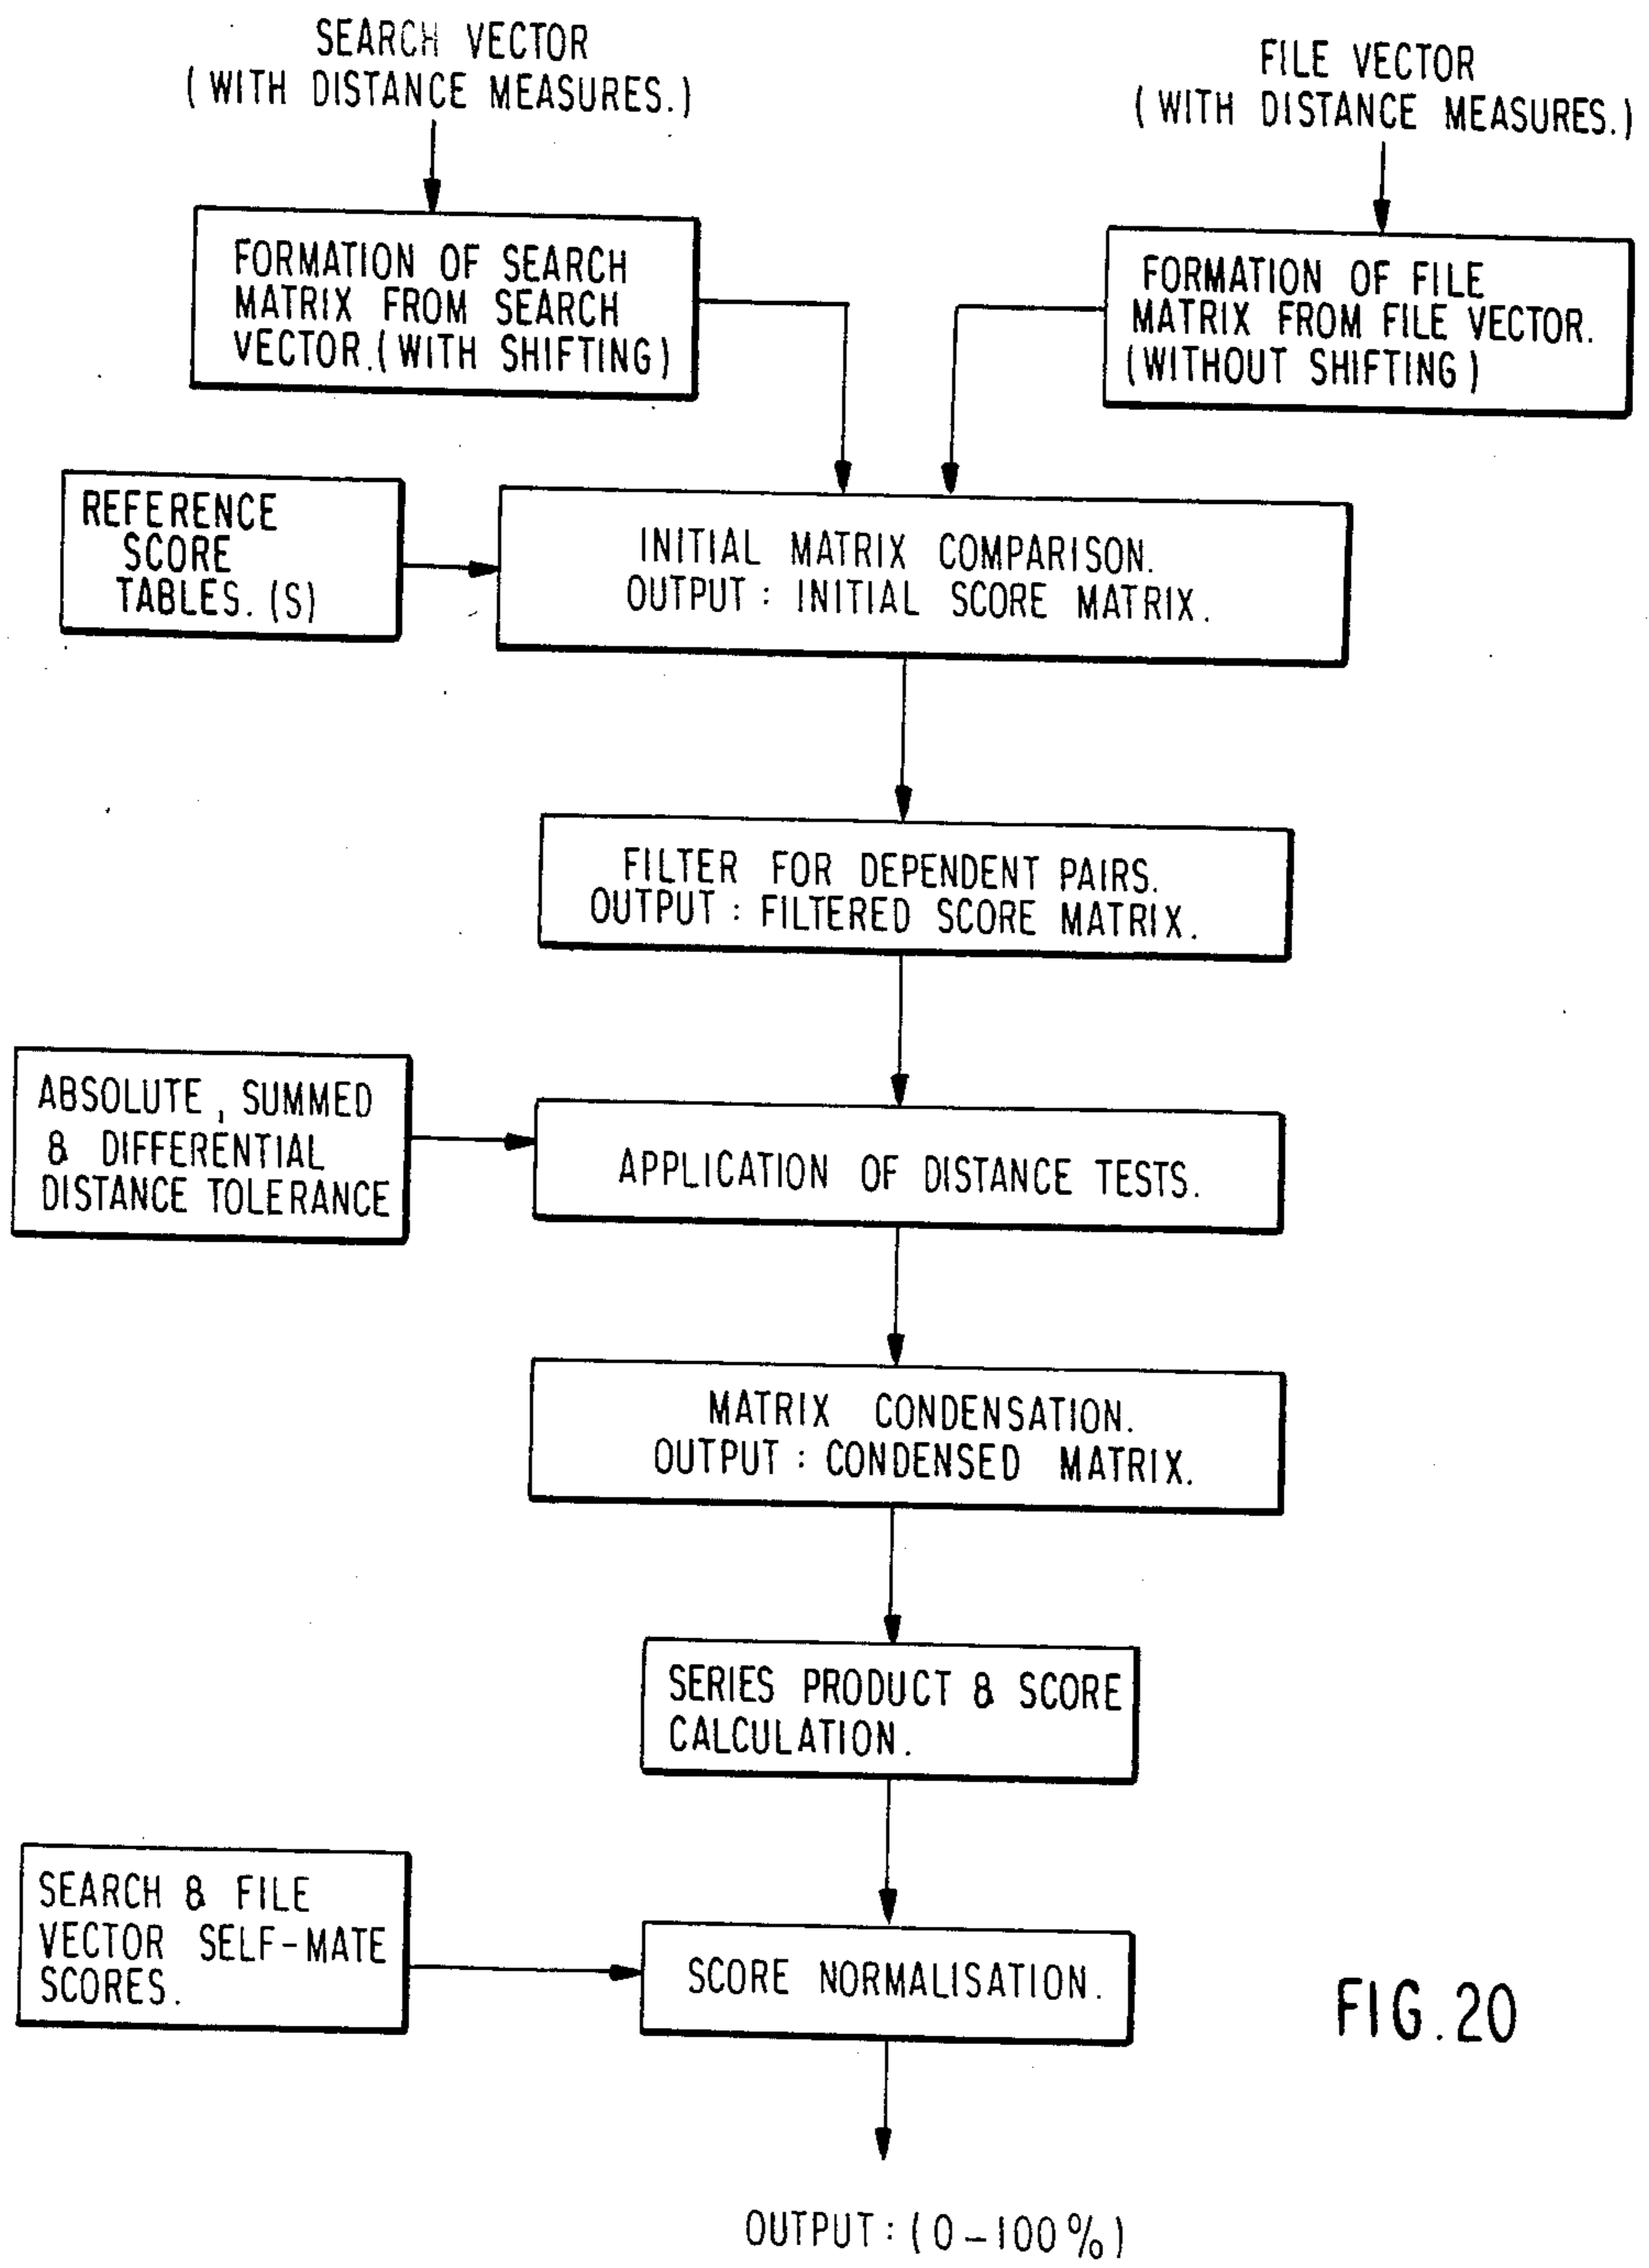 SEARCH VECTOR
(WITH DISTANCE MEASURES.)
FILE VECTOR
(WITH DISTANCE MEASURES.)
FORMATION OF SEARCH
MATRIX FROM SEARCH
VECTOR.(WITH SHIFTING)
FORMATION OF FILE
MATRIX FROM FILE VECTOR.
(WITHOUT SHIFTING)
REFERENCE
SCORE
TABLES.(S)
INITIAL MATRIX COMPARISON.
OUTPUT: INITIAL SCORE MATRIX.
FILTER FOR DEPENDENT PAIRS.
OUTPUT: FILTERED SCORE MATRIX.
ABSOLUTE, SUMMED
& DIFFERENTIAL
DISTANCE TOLERANCE
APPLICATION OF DISTANCE TESTS.
MATRIX CONDENSATION.
OUTPUT: CONDENSED MATRIX.
SERIES PRODUCT & SCORE
CALCULATION.
SEARCH & FILE
VECTOR SELF-MATE
SCORES.
SCORE NORMALISATION.
FIG.20
OUTPUT:(0-100%)